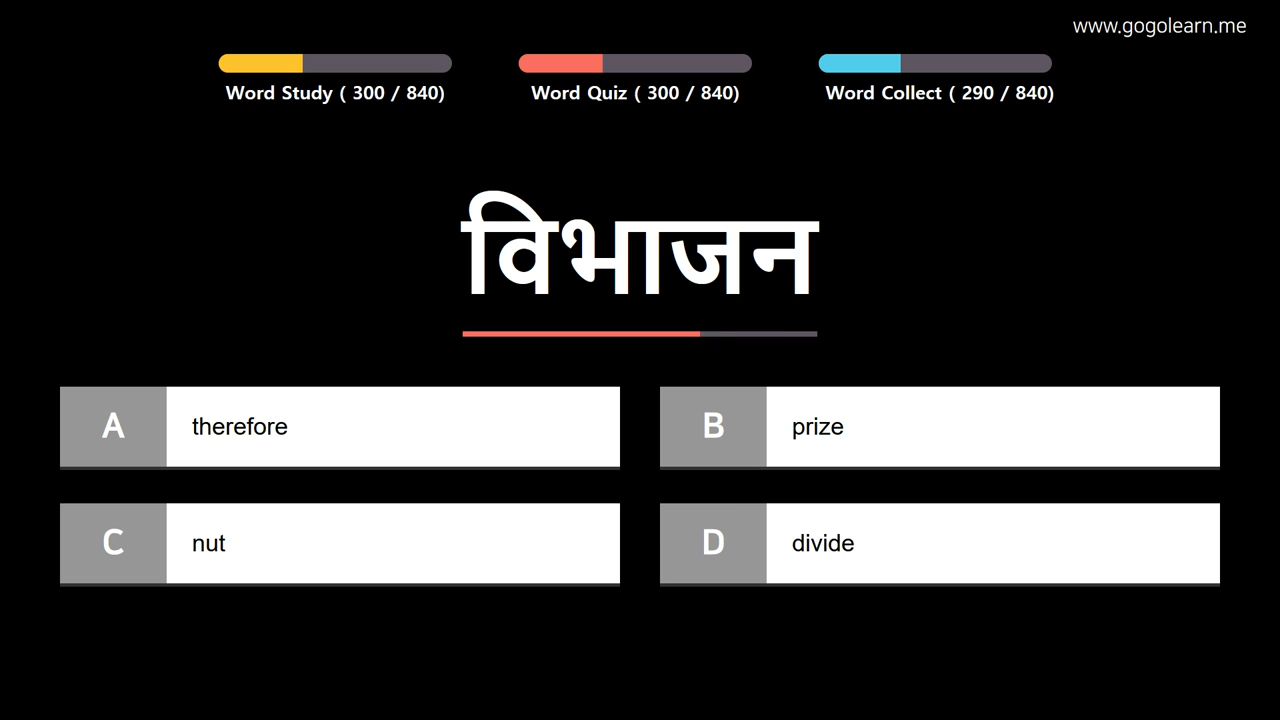 www.gogolearn.me
Word Study ( 300 / 840)
Word Quiz ( 300 / 840)
Word Collect ( 290 / 840)
विभाजन
A therefore
B prize
C nut
D divide